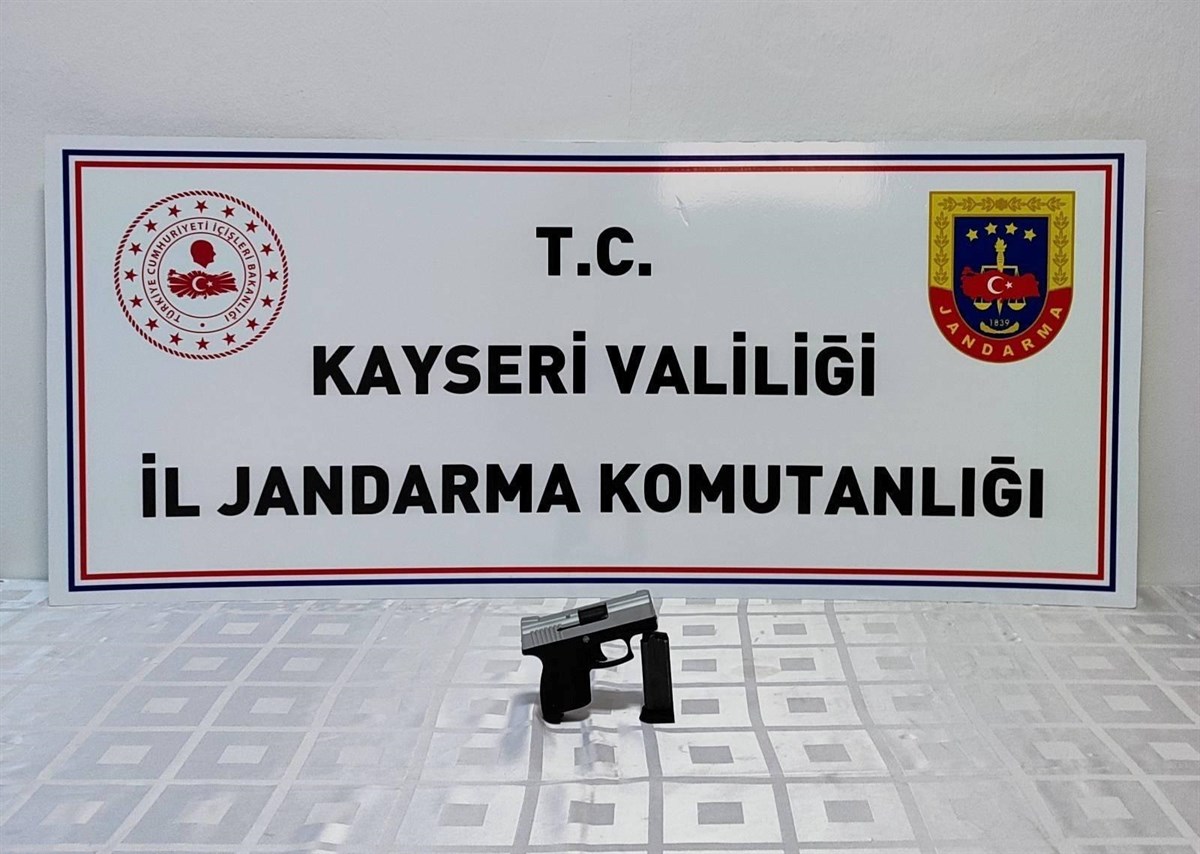 T.C.
KAYSERİ VALİLİĞİ
İL JANDARMA KOMUTANLIĞI
TÜRKİYE CUMHURİYETİ İÇİŞLERİ BAKANLIĞI
1839
JANDARMA